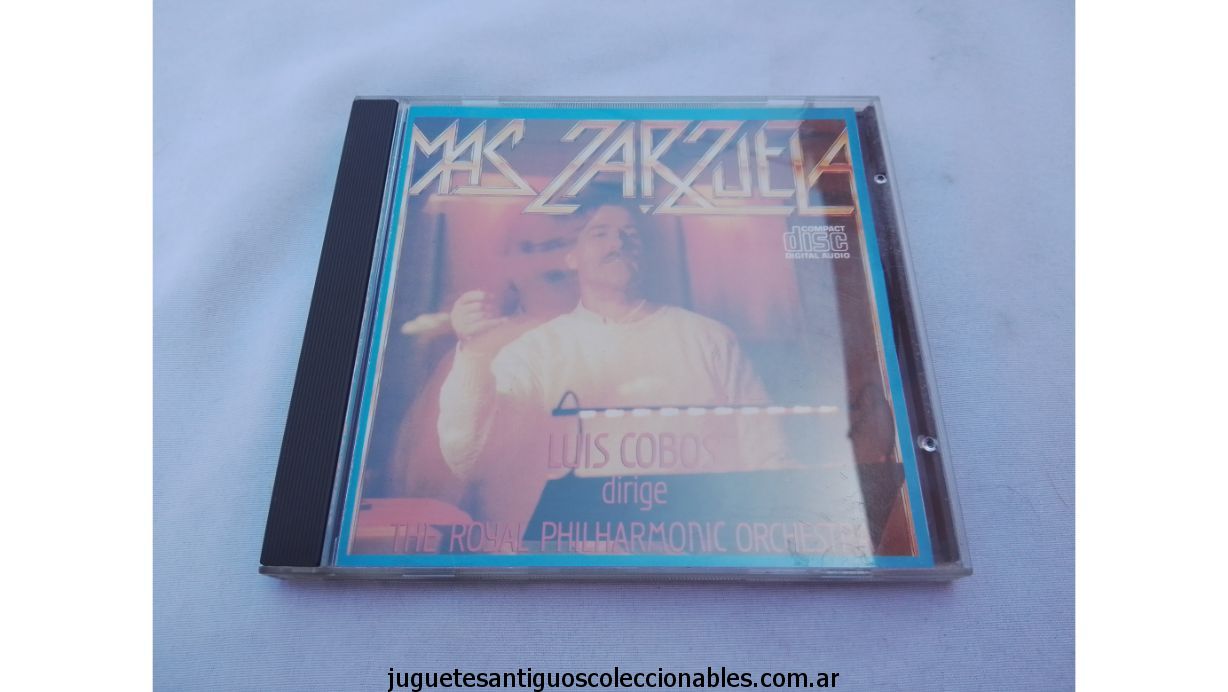 MAS ZARZUELA
COMPACT
disc
DIGITAL AUDIO
LUIS COBOS
dirige
THE ROYAL PHILHARMONIC ORCHESTRA
juguetesantiguoscoleccionables.com.ar